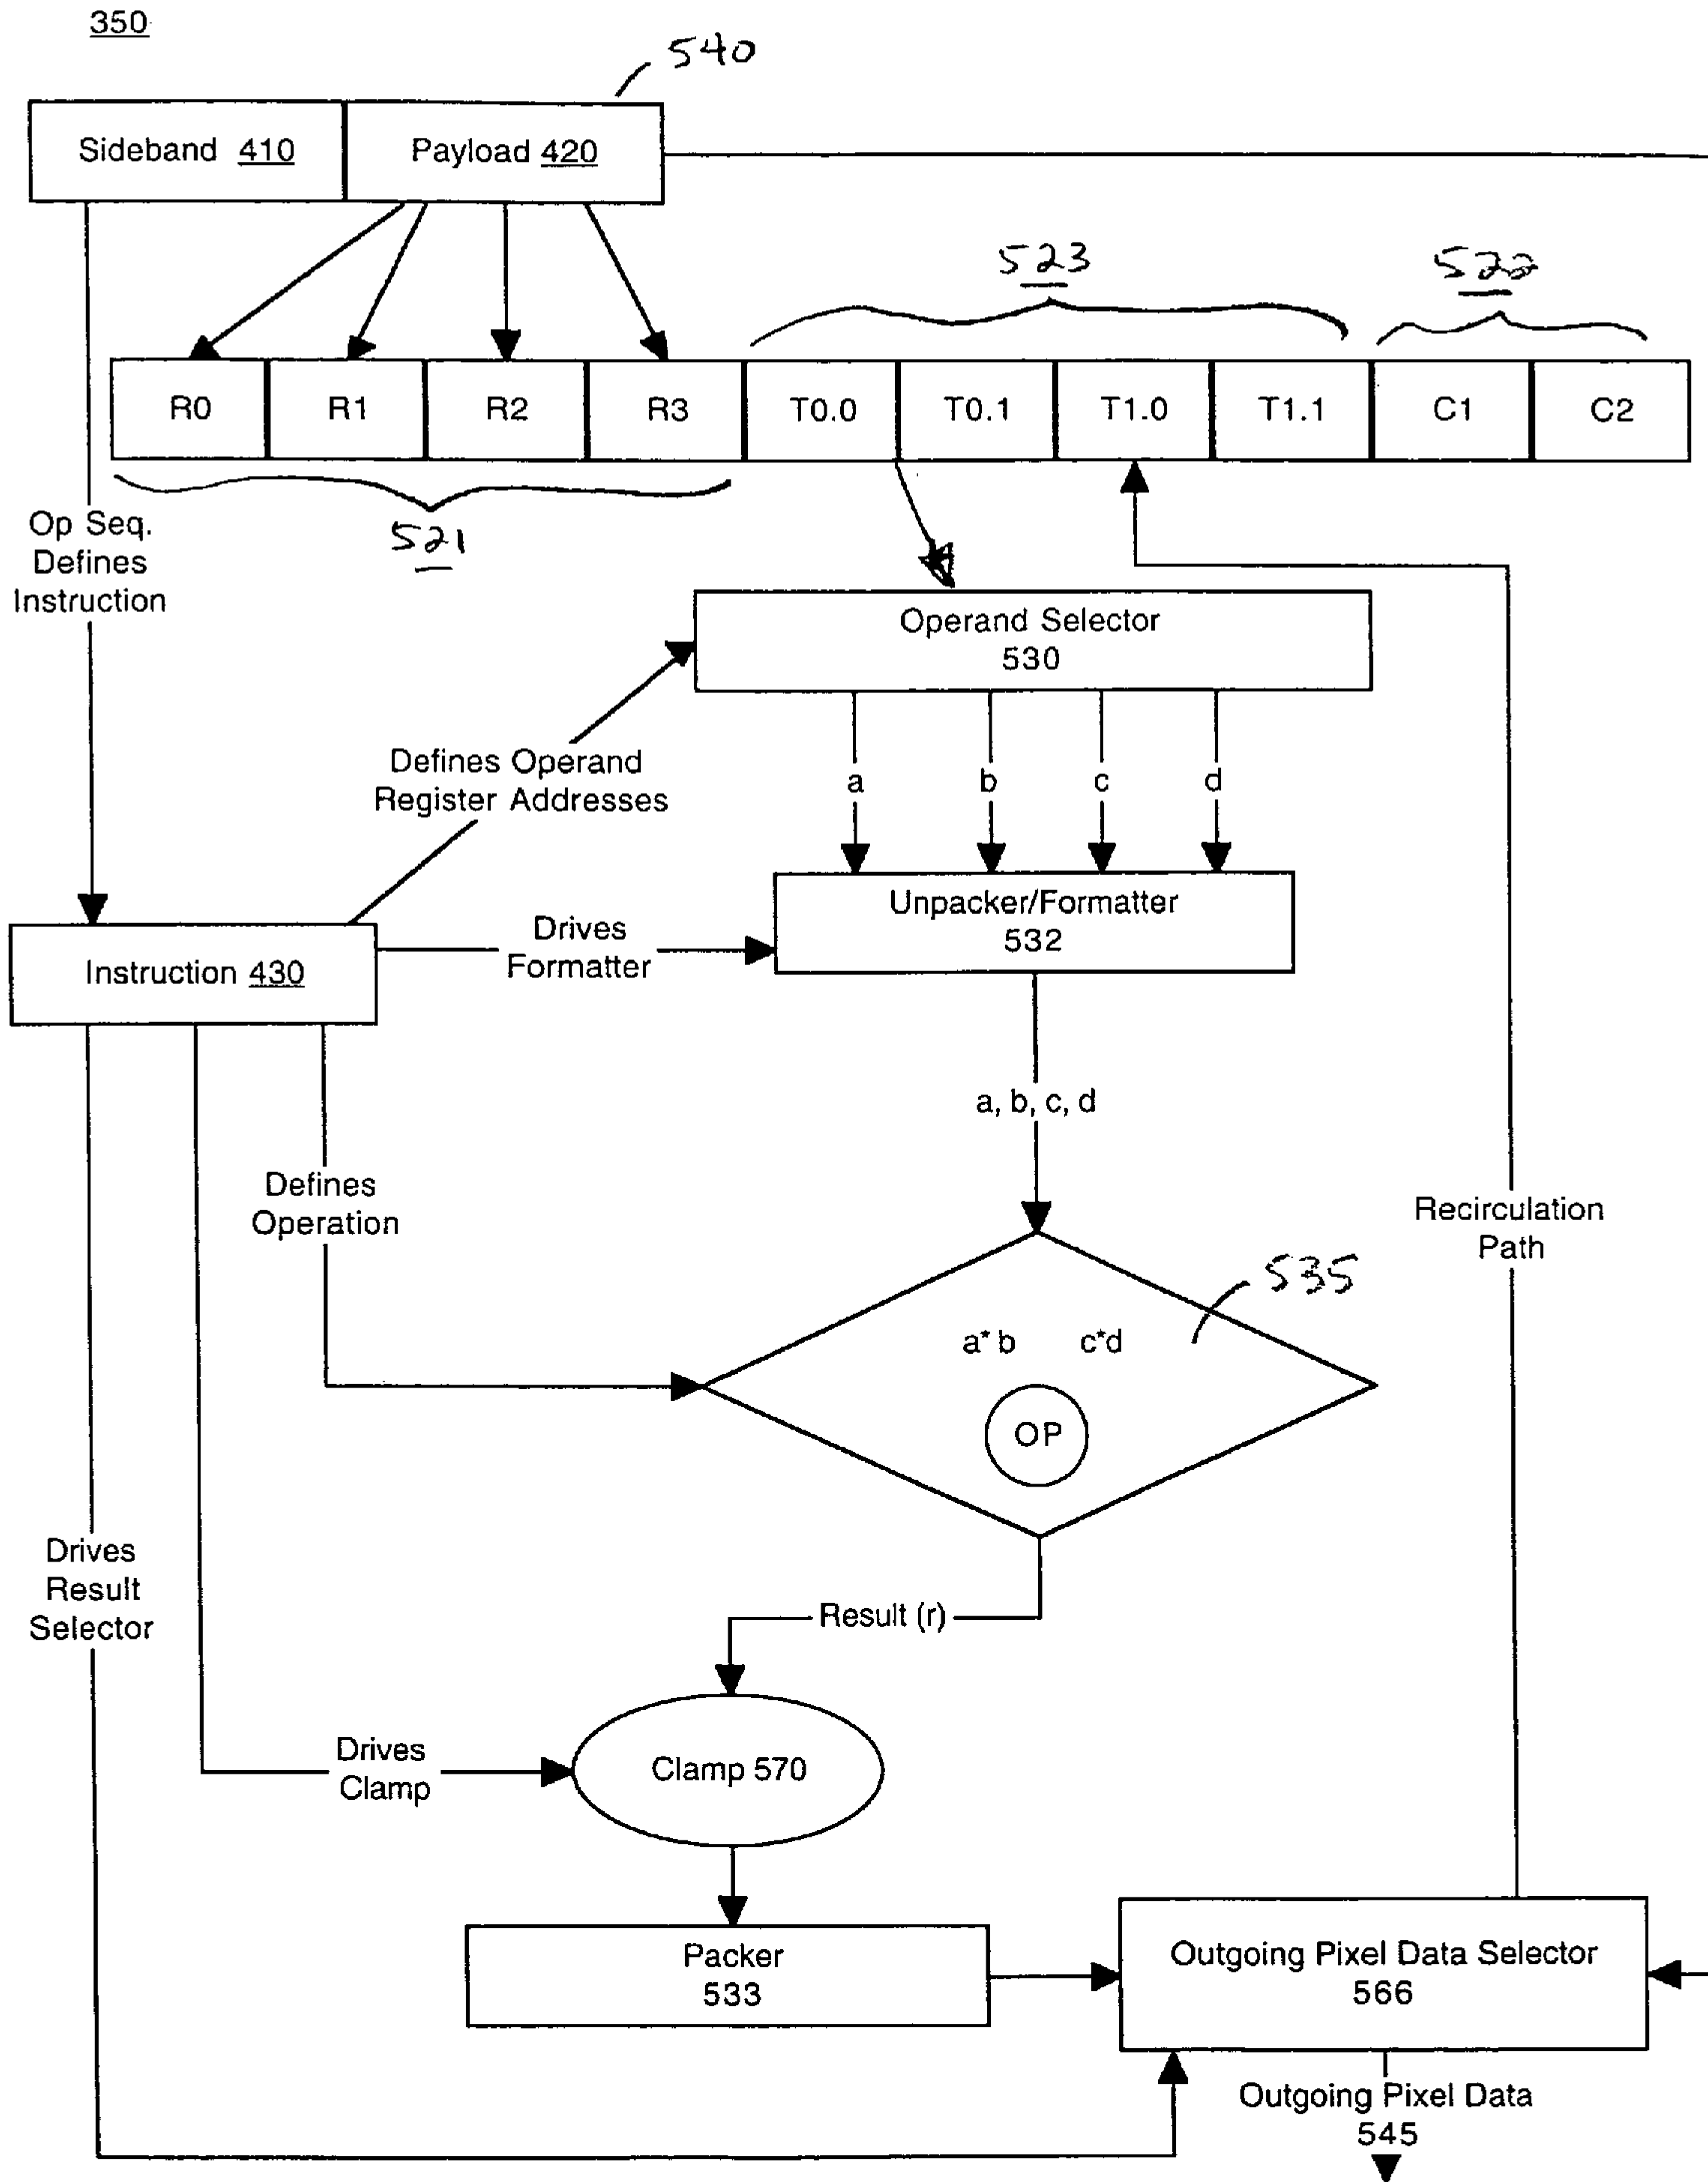 350
540
Sideband 410
Payload 420
523
522
R0 R1 R2 R3 T0.0 T0.1 T1.0 T1.1 C1 C2
521
Op Seq.
Defines
Instruction
Operand Selector
530
Defines Operand
Register Addresses
a b c d
Unpacker/Formatter
532
Drives
Formatter
Instruction 430
a, b, c, d
Defines
Operation
Recirulation
Path
535
a*b c*d
OP
Drives
Result
Selector
Result (r)
Drives
Clamp
Clamp 570
Packer
533
Outgoing Pixel Data Selector
566
Outgoing Pixel Data
545